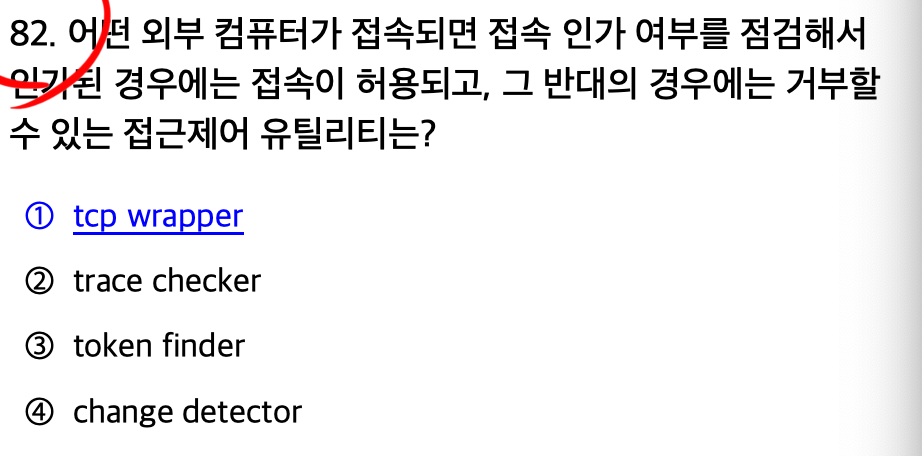 82. 어떤 외부 컴퓨터가 접속되면 접속 인가 여부를 점검해서
인가된 경우에는 접속이 허용되고, 그 반대의 경우에는 거부할
수 있는 접근제어 유틸리티는?
① tcp wrapper
② trace checker
③ token finder
④ change detector